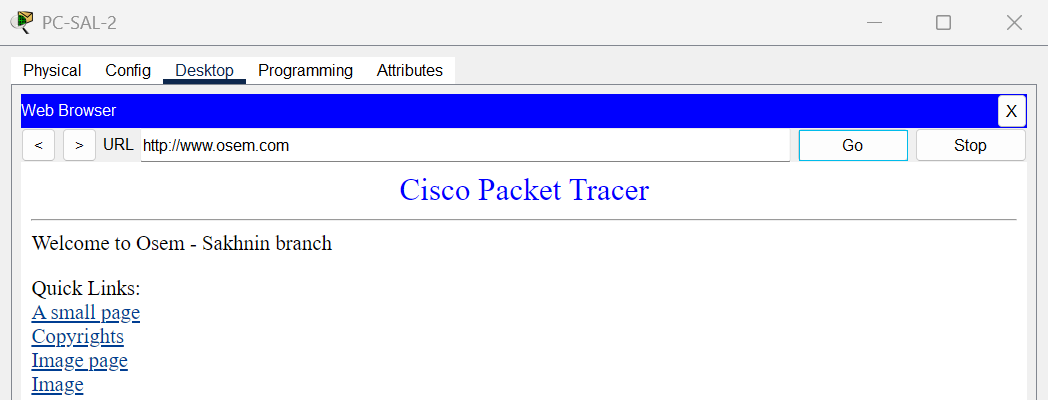 PC-SAL-2
Physical Config Desktop Programming Attributes
Web Browser X
< > URL http://www.osem.com Go Stop
Cisco Packet Tracer
Welcome to Osem - Sakhnin branch
Quick Links:
A small page
Copyrights
Image page
Image